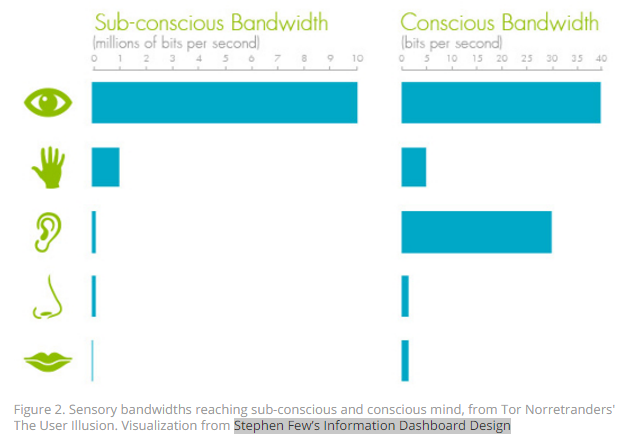 Sub-conscious Bandwidth
(millions of bits per second)
0 1 2 3 4 5 6 7 8 9 10
Conscious Bandwidth
(bits per second)
0 5 10 15 20 25 30 35 40
Figure 2. Sensory bandwidths reaching sub-conscious and conscious mind, from Tor Norretranders'
The User Illusion. Visualization from Stephen Few's Information Dashboard Design